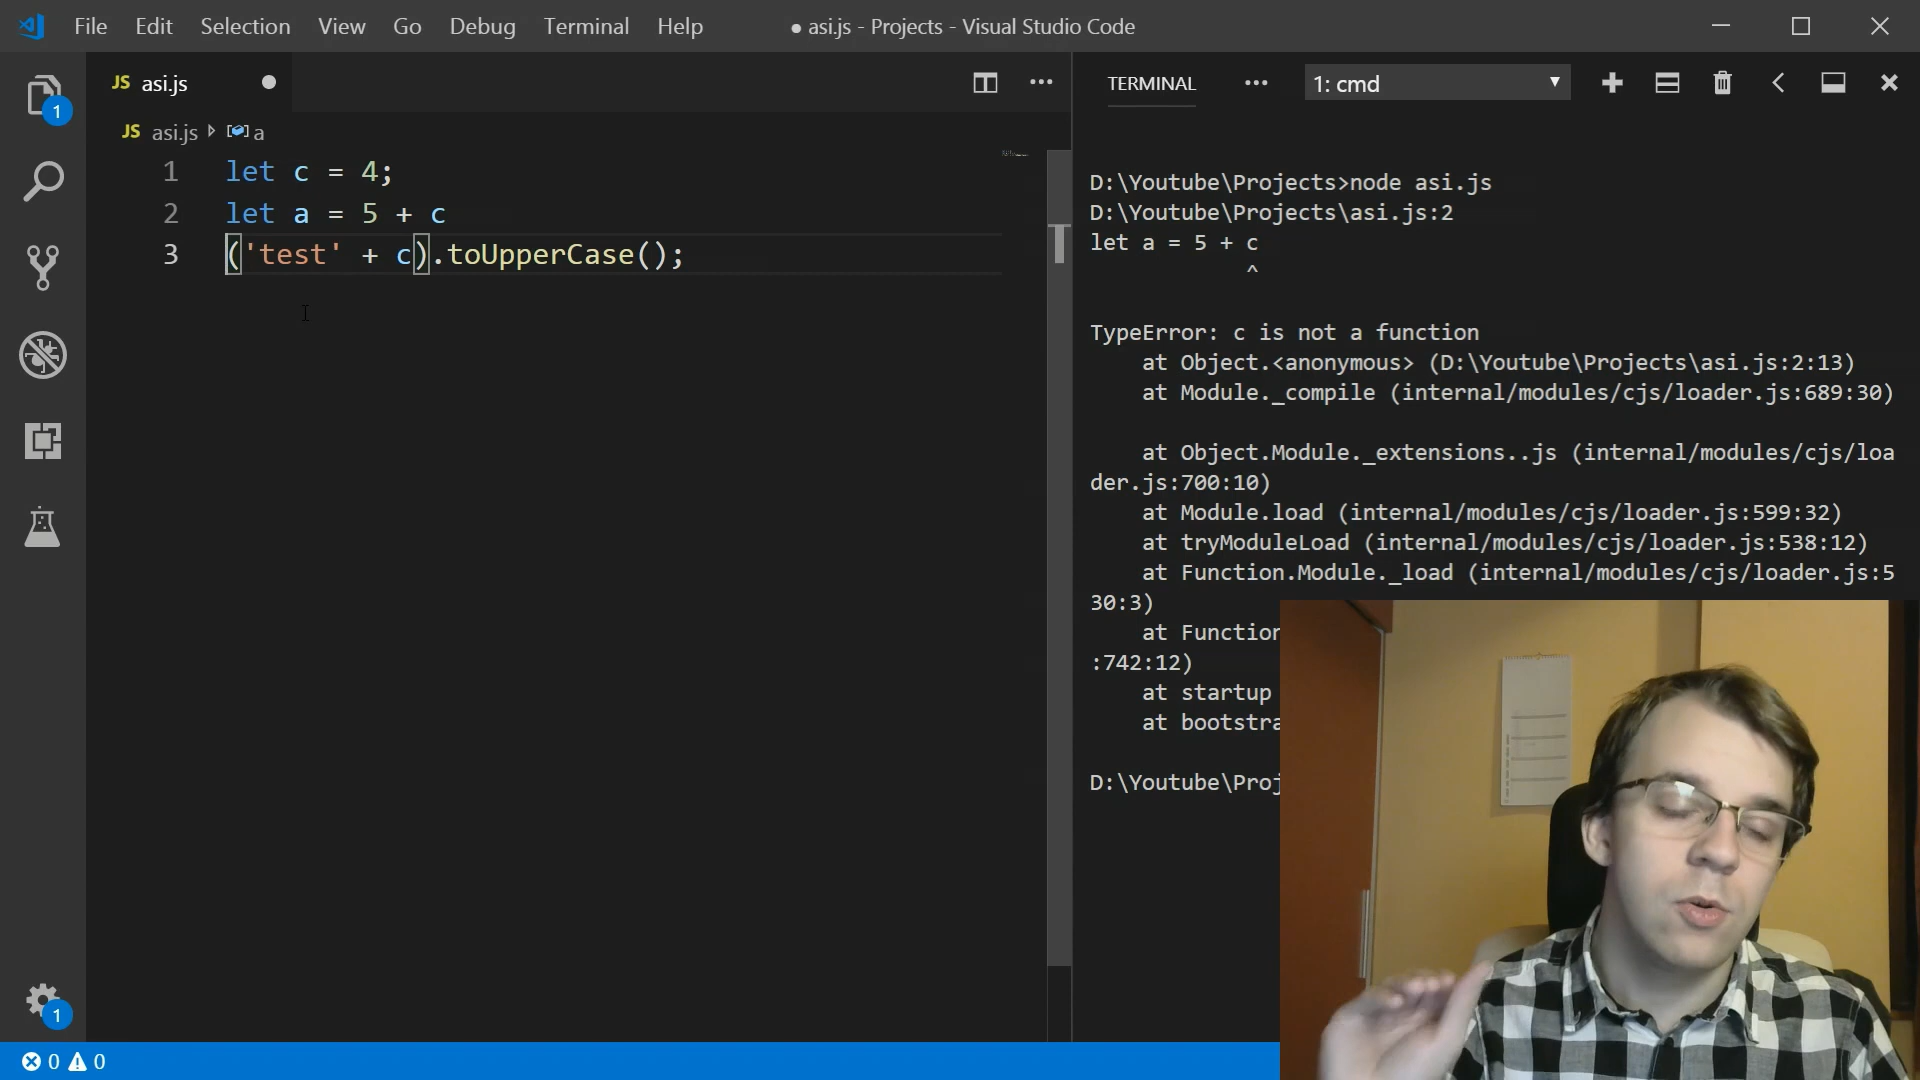 File Edit Selection View Go Debug Terminal Help
● asi.js - Projects - Visual Studio Code
JS asi.js
JS asi.js a
1 let c = 4;
2 let a = 5 + c
3 ('test' + c).toUpperCase();
TERMINAL
1: cmd
D:\Youtube\Projects>node asi.js
D:\Youtube\Projects\asi.js:2
let a = 5 + c
^
TypeError: c is not a function
at Object.<anonymous> (D:\Youtube\Projects\asi.js:2:13)
at Module._compile (internal/modules/cjs/loader.js:689:30)
at Object.Module._extensions..js (internal/modules/cjs/loa
der.js:700:10)
at Module.load (internal/modules/cjs/loader.js:599:32)
at tryModuleLoad (internal/modules/cjs/loader.js:538:12)
at Function.Module._load (internal/modules/cjs/loader.js:5
30:3)
at Function
:742:12)
at startup
at bootstra
D:\Youtube\Proj
1
1
0 0